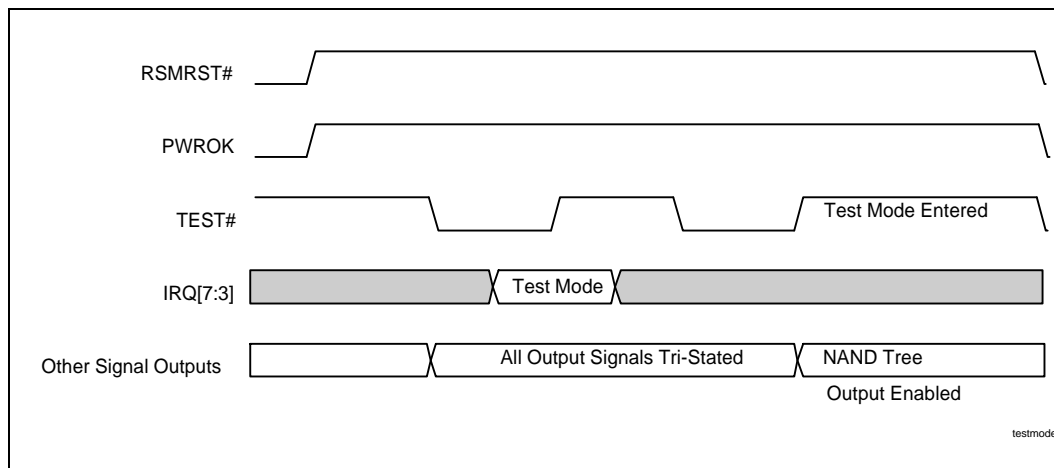 RSMRST#
PWROK
TEST#
Test Mode Entered
IRQ[7:3]
Test Mode
Other Signal Outputs
All Output Signals Tri-Stated
NAND Tree
Output Enabled
testmode